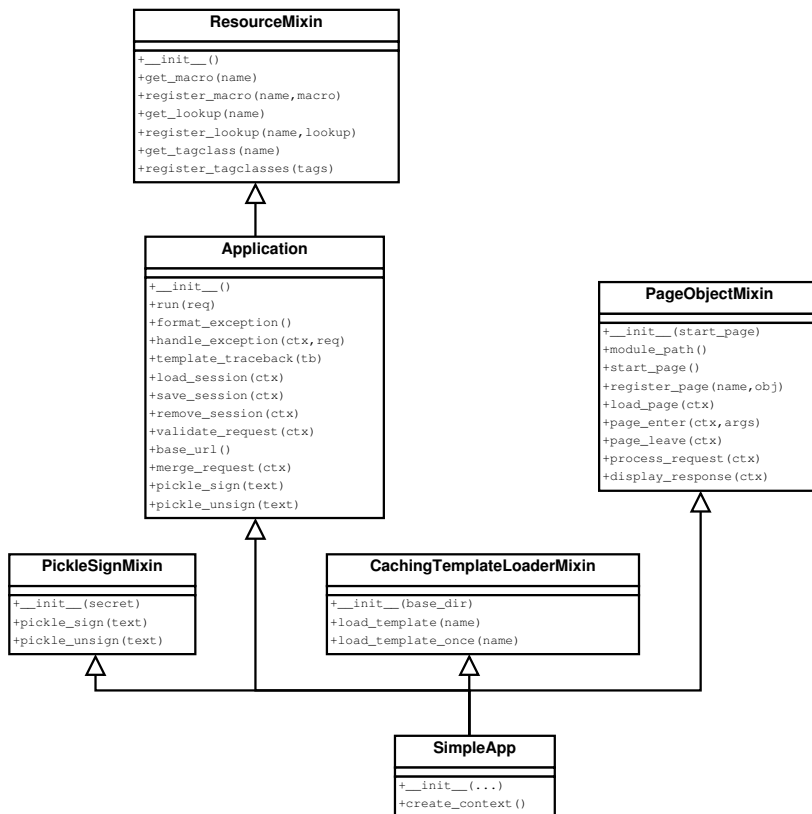 ResourceMixin
+__init__()
+get_macro(name)
+register_macro(name,macro)
+get_lookup(name)
+register_lookup(name,lookup)
+get_tagclass(name)
+register_tagclasses(tags)
Application
+__init__()
+run(req)
+format_exception()
+handle_exception(ctx,req)
+template_traceback(tb)
+load_session(ctx)
+save_session(ctx)
+remove_session(ctx)
+validate_request(ctx)
+base_url()
+merge_request(ctx)
+pickle_sign(text)
+pickle_unsign(text)
PageObjectMixin
+__init__(start_page)
+module_path()
+start_page()
+register_page(name,obj)
+load_page(ctx)
+page_enter(ctx,args)
+page_leave(ctx)
+process_request(ctx)
+display_response(ctx)
PickleSignMixin
+__init__(secret)
+pickle_sign(text)
+pickle_unsign(text)
CachingTemplateLoaderMixin
+__init__(base_dir)
+load_template(name)
+load_template_once(name)
SimpleApp
+__init__(...)
+create_context()